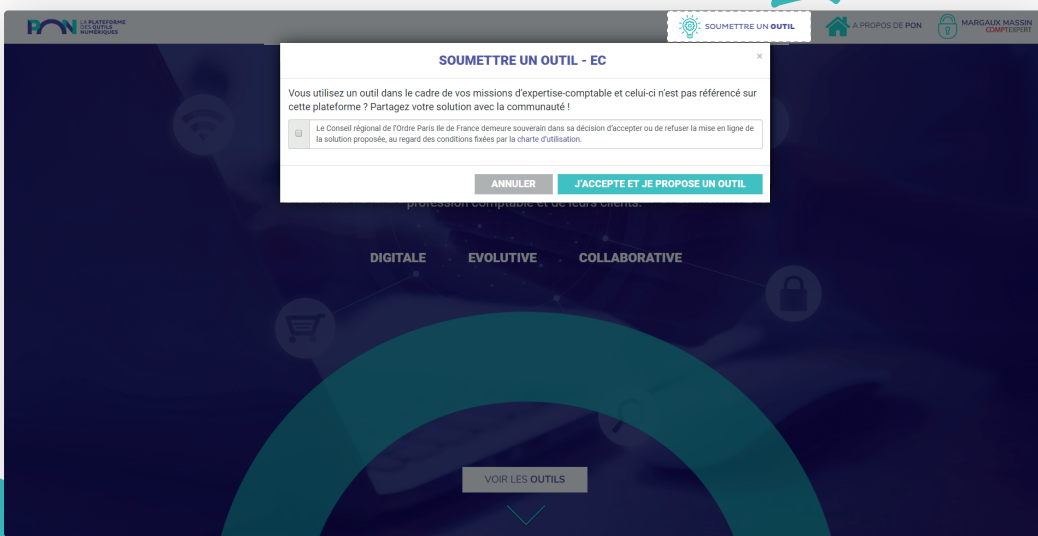 PON LA PLATEFORME
DES OUTILS
NUMÉRIQUES
SOUMETTRE UN OUTIL
A PROPOS DE PON
MARGAUX MASSIN
COMPTEXPERT
SOUMETTRE UN OUTIL - EC
×
Vous utilisez un outil dans le cadre de vos missions d'expertise-comptable et celui-ci n'est pas référencé sur
cette plateforme ? Partagez votre solution avec la communauté !
Le Conseil régional de l'Ordre Paris Ile de France demeure souverain dans sa décision d'accepter ou de refuser la mise en ligne de
la solution proposée, au regard des conditions fixées par la charte d'utilisation.
ANNULER
J'ACCEPTE ET JE PROPOSE UN OUTIL
profession comptable et de leurs clients.
DIGITALE EVOLUTIVE COLLABORATIVE
VOIR LES OUTILS